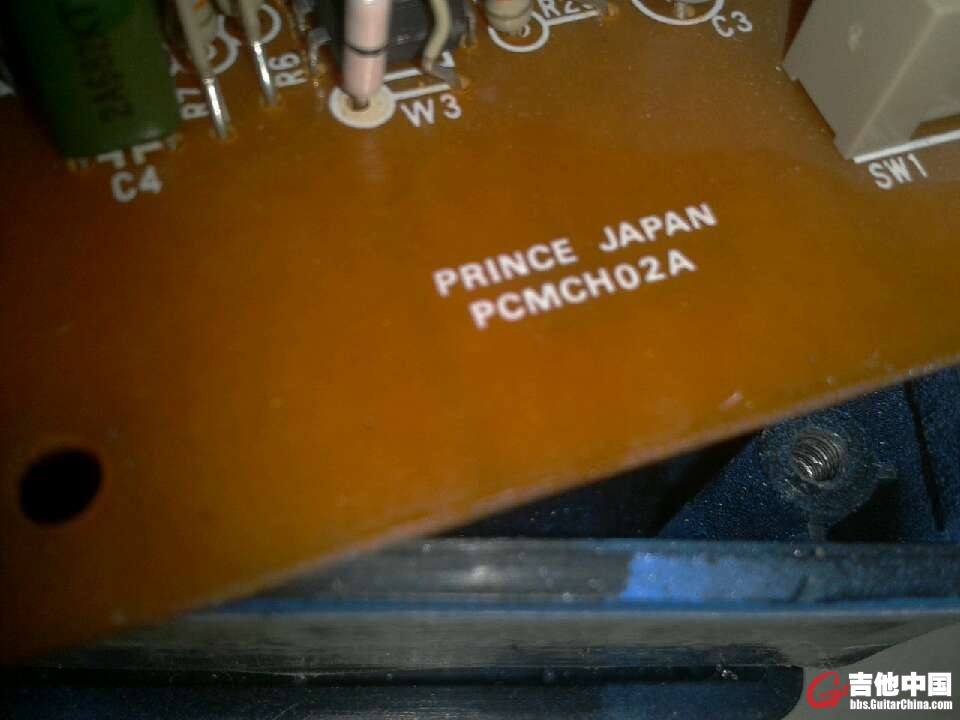 R7
R6
W3
C3
C4
SW1
PRINCE JAPAN
PCMCH02A
吉他中国
bbs.GuitarChina.com